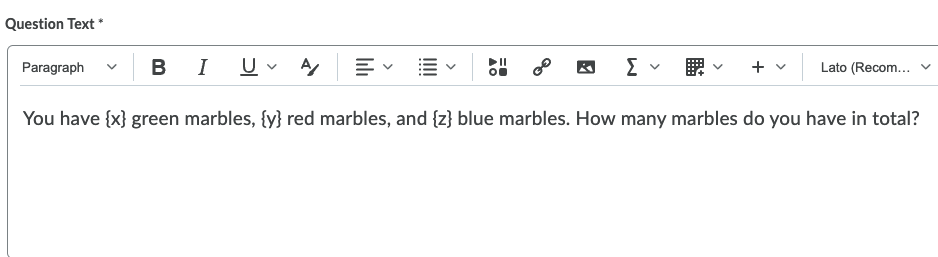 Question Text *
Paragraph B I U A Σ + Lato (Recom...
You have {x} green marbles, {y} red marbles, and {z} blue marbles. How many marbles do you have in total?